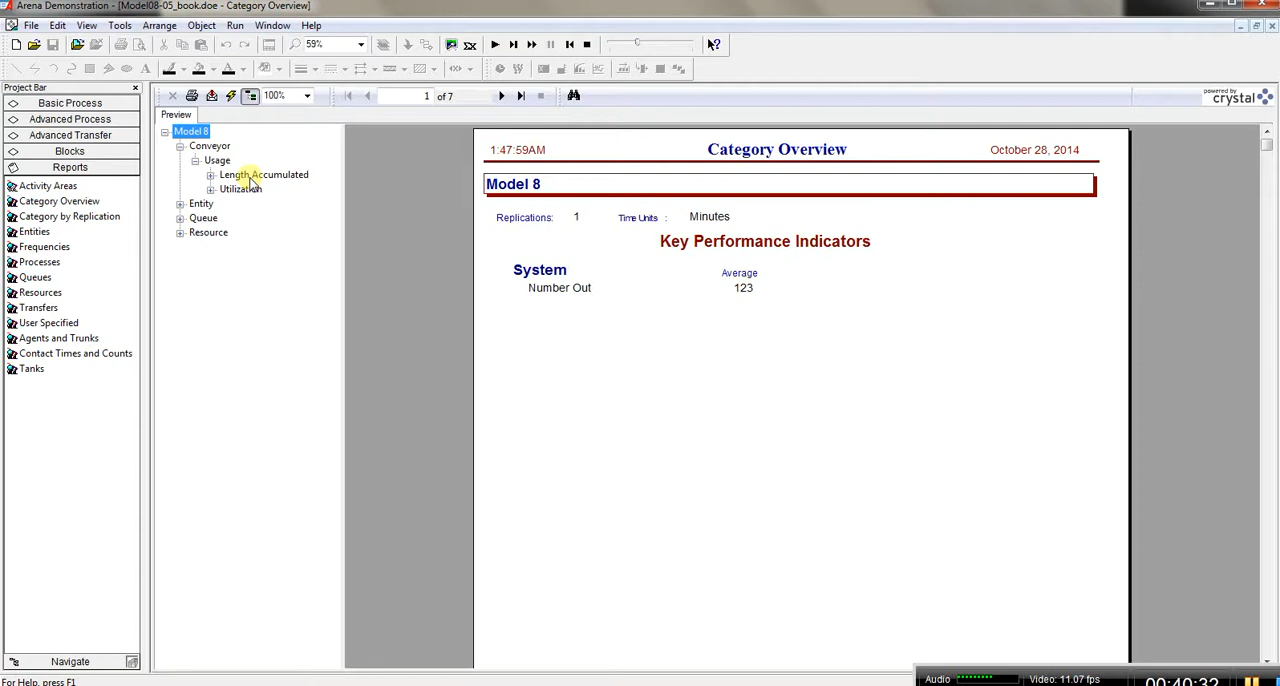 Arena Demonstration - [Model08-05_book.doe - Category Overview]
File Edit View Tools Arrange Object Run Window Help
59%
Project Bar
Basic Process
Advanced Process
Advanced Transfer
Blocks
Reports
Activity Areas
Category Overview
Category by Replication
Entities
Frequencies
Processes
Queues
Resources
Transfers
User Specified
Agents and Trunks
Contact Times and Counts
Tanks
Navigate
100%
1 of 7
powered by
crystal
Preview
Model 8
Conveyor
Usage
Length Accumulated
Utilization
Entity
Queue
Resource
1:47:59AM Category Overview October 28, 2014
Model 8
Replications: 1 Time Units : Minutes
Key Performance Indicators
System Average
Number Out 123
For Help, press F1
Audio Video: 11.07 fps
00:40:32